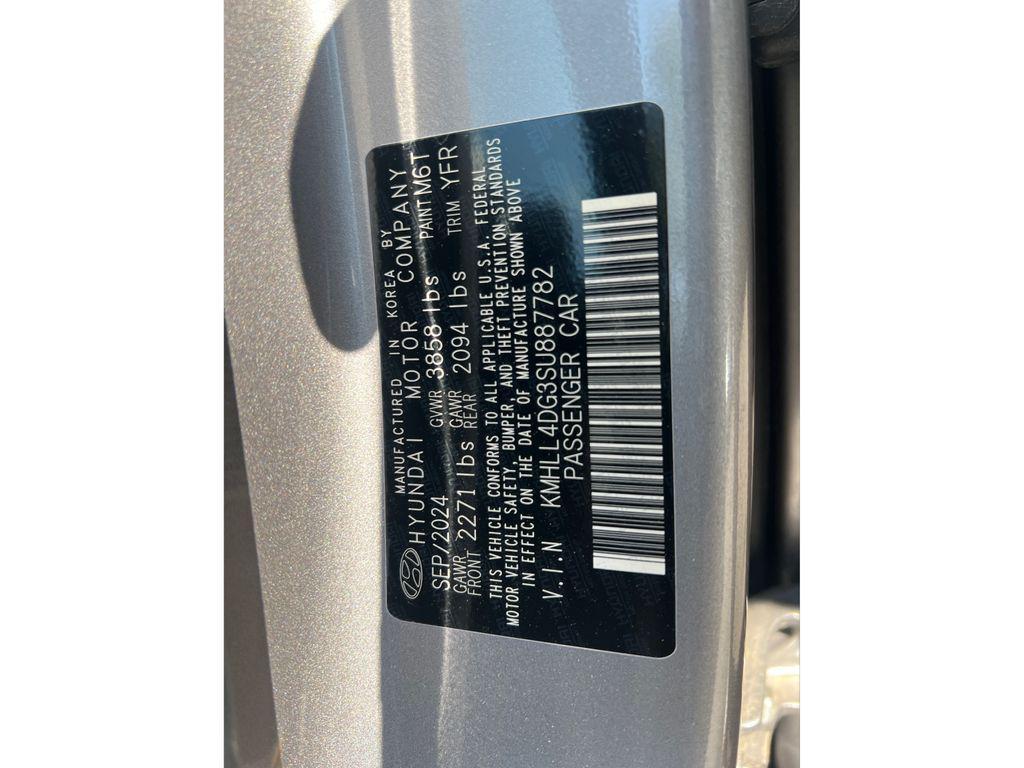 MANUFACTURED IN KOREA BY
HYUNDAI MOTOR COMPANY
SEP/2024 GVWR 3858 lbs PAINT M6T
GAWR FRONT 2271 lbs GAWR REAR 2094 lbs TRIM YFR
THIS VEHICLE CONFORMS TO ALL APPLICABLE U.S.A. FEDERAL
MOTOR VEHICLE SAFETY, BUMPER, AND THEFT PREVENTION STANDARDS
IN EFFECT ON THE DATE OF MANUFACTURE SHOWN ABOVE
V.I.N KMHLL4DG3SU887782
PASSENGER CAR